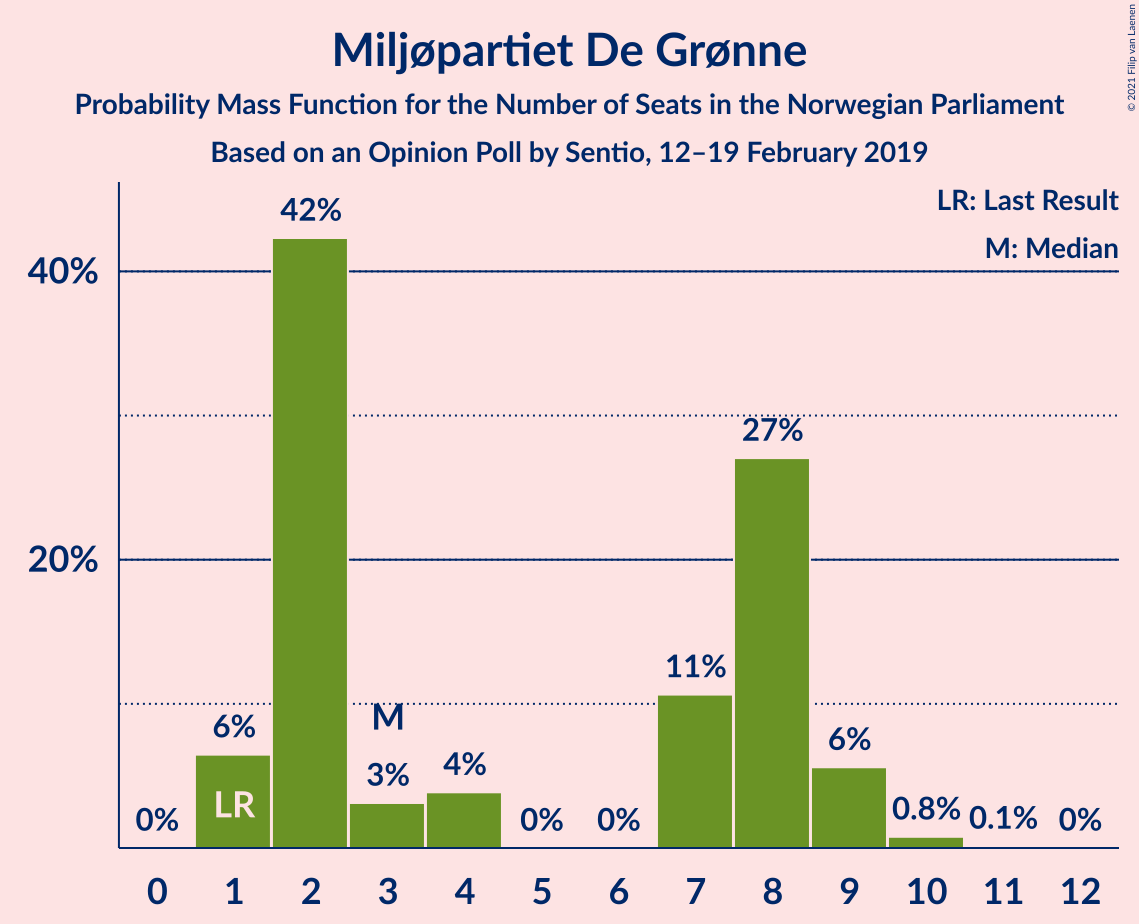 Miljøpartiet De Grønne
Probability Mass Function for the Number of Seats in the Norwegian Parliament
Based on an Opinion Poll by Sentio, 12–19 February 2019
© 2021 Filip van Laenen
LR: Last Result
M: Median
40%
20%
0%
6%
LR
42%
M
3%
4%
0%
0%
11%
27%
6%
0.8%
0.1%
0%
0 1 2 3 4 5 6 7 8 9 10 11 12